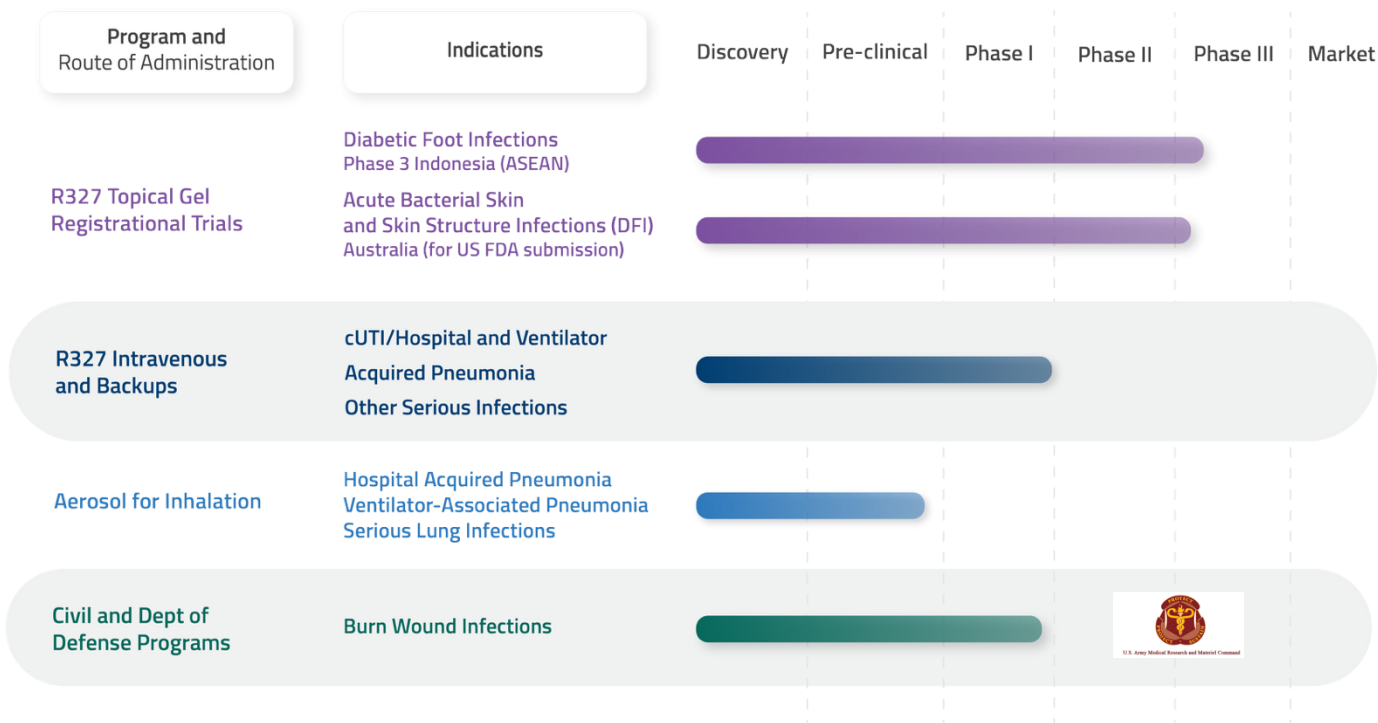 Program and
Route of Administration
Indications
Discovery
Pre-clinical
Phase I
Phase II
Phase III
Market
R327 Topical Gel
Registrational Trials
Diabetic Foot Infections
Phase 3 Indonesia (ASEAN)
Acute Bacterial Skin
and Skin Structure Infections (DFI)
Australia (for US FDA submission)
R327 Intravenous
and Backups
cUTI/Hospital and Ventilator
Acquired Pneumonia
Other Serious Infections
Aerosol for Inhalation
Hospital Acquired Pneumonia
Ventilator-Associated Pneumonia
Serious Lung Infections
Civil and Dept of
Defense Programs
Burn Wound Infections
PROTECT
U.S. Army Medical Research and Materiel Command